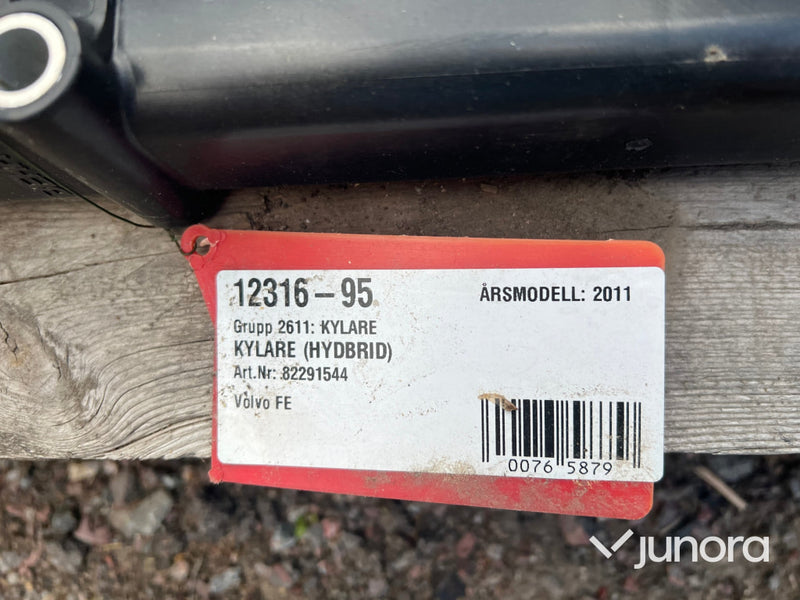 12316-95
ÅRSMODELL: 2011
Grupp 2611: KYLARE
KYLARE (HYDBRID)
Art.Nr: 82291544
Volvo FE
0076 5879
junora